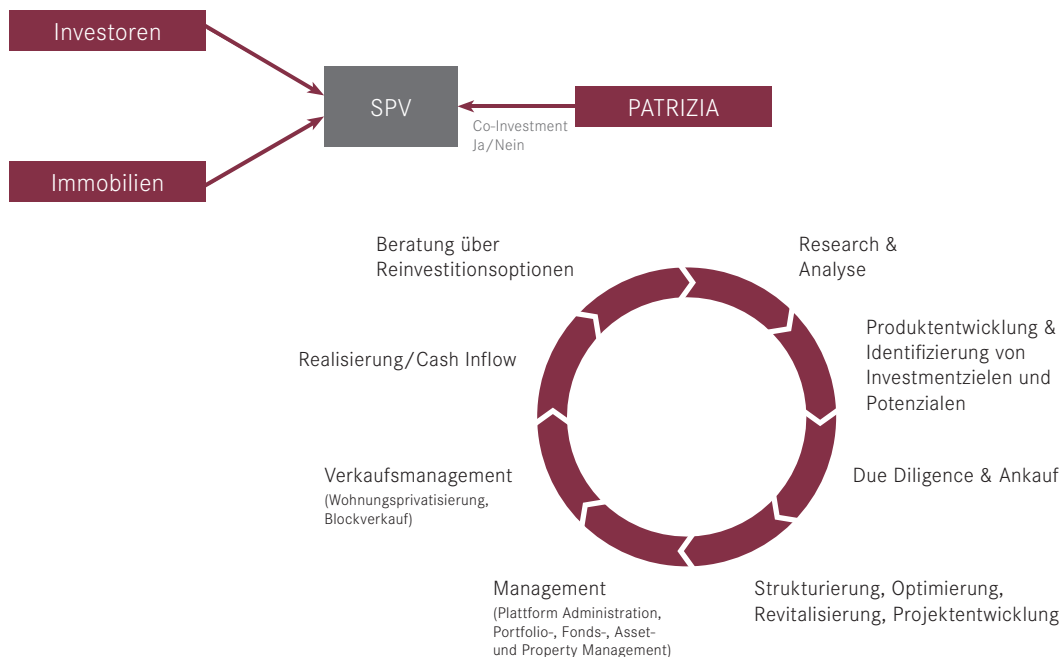 Investoren
SPV
PATRIZIA
Co-Investment
Ja/Nein
Immobilien
Beratung über
Reinvestitionsoptionen
Research &
Analyse
Produktentwicklung &
Identifizierung von
Investmentzielen und
Potenzialen
Realisierung/Cash Inflow
Verkaufsmanagement
(Wohnungsprivatisierung,
Blockverkauf)
Due Diligence & Ankauf
Management
(Plattform Administration,
Portfolio-, Fonds-, Asset-
und Property Management)
Strukturierung, Optimierung,
Revitalisierung, Projektentwicklung